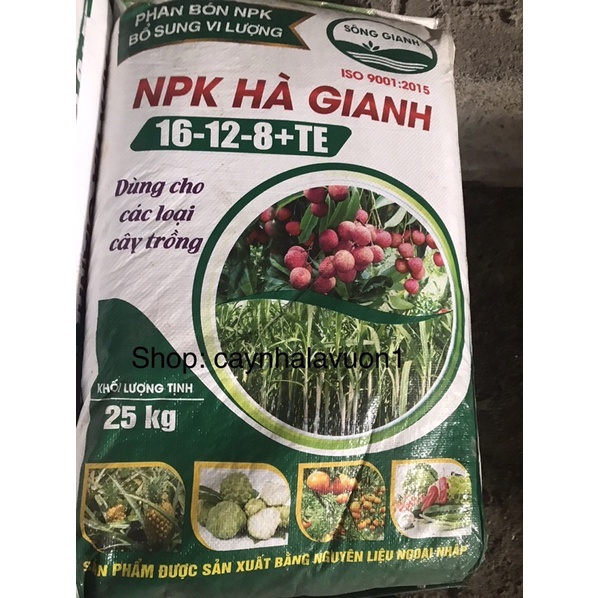 PHÂN BÓN NPK
BỔ SUNG VI LƯỢNG
SÔNG GIANH
ISO 9001:2015
NPK HÀ GIANH
16-12-8+TE
Dùng cho
các loại
cây trồng
Shop: caynhalavuon1
KHỐI LƯỢNG TỊNH
25 kg
SẢN PHẨM ĐƯỢC SẢN XUẤT BẰNG NGUYÊN LIỆU NGOẠI NHẬP